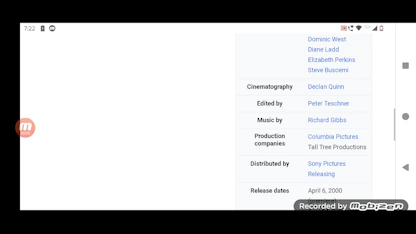 7:22
Dominic West
Diane Ladd
Elizabeth Perkins
Steve Buscemi
Cinematography Declan Quinn
Edited by Peter Teschner
Music by Richard Gibbs
Production companies Columbia Pictures
Tall Tree Productions
Distributed by Sony Pictures
Releasing
Release dates April 6, 2000
Recorded by Mobizen